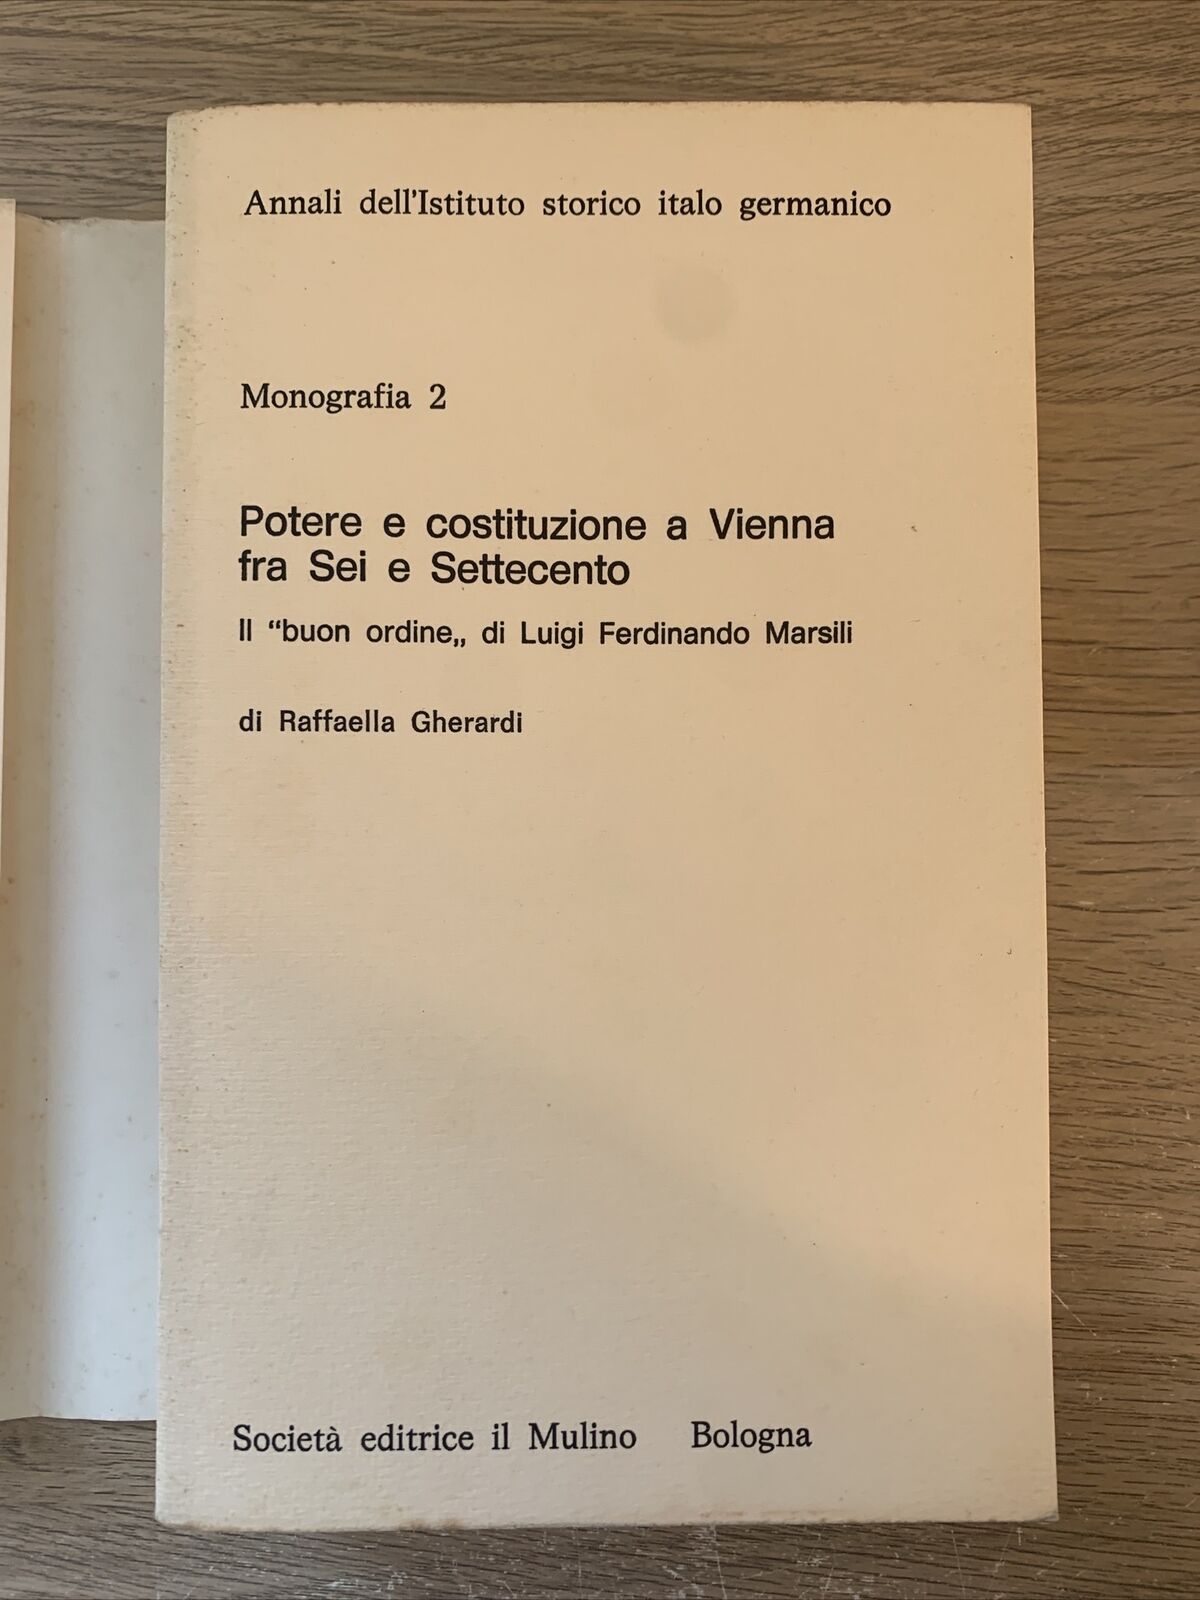 Annali dell'Istituto storico italo germanico
Monografia 2
Potere e costituzione a Vienna
fra Sei e Settecento
Il “buon ordine„ di Luigi Ferdinando Marsili
di Raffaella Gherardi
Società editrice il Mulino Bologna